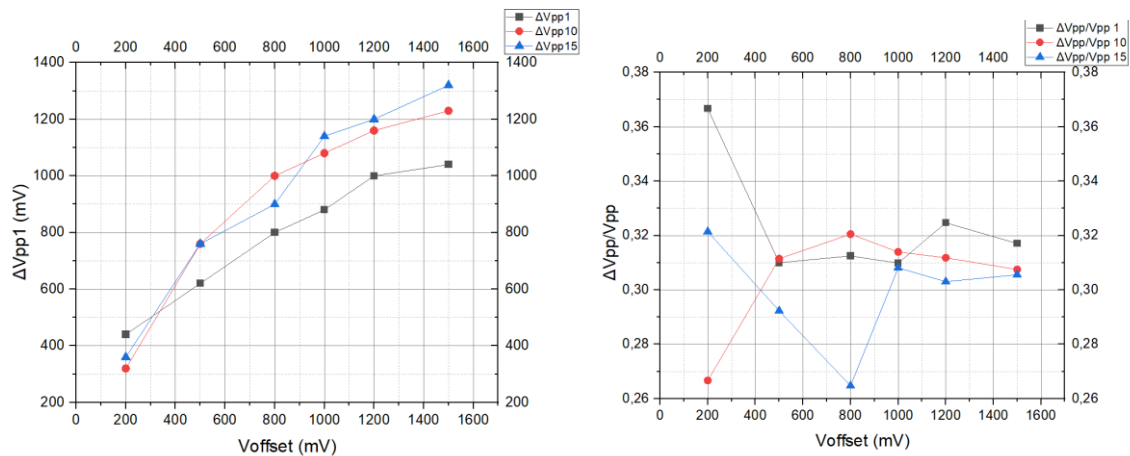 ΔVpp1
ΔVpp10
ΔVpp15
200 400 600 800 1000 1200 1400 1600
1400 1400
1200 1200
1000 1000
800 800
600 600
400 400
200 200
200 400 600 800 1000 1200 1400 1600
ΔVpp1 (mV)
Voffset (mV)
ΔVpp/Vpp 1
ΔVpp/Vpp 10
ΔVpp/Vpp 15
0 200 400 600 800 1000 1200 1400 1600
0,38 0,38
0,36 0,36
0,34 0,34
0,32 0,32
0,30 0,30
0,28 0,28
0,26 0,26
0 200 400 600 800 1000 1200 1400 1600
ΔVpp/Vpp
Voffset (mV)